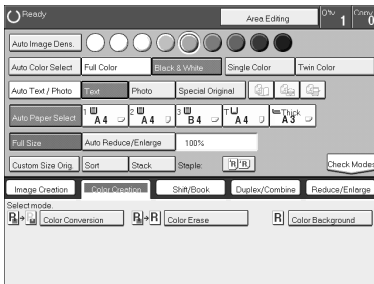 Ready Area Editing Q'ty 1 Copy 0
Auto Image Dens.
Auto Color Select Full Color Black & White Single Color Twin Color
Auto Text / Photo Text Photo Special Original
Auto Paper Select 1 A4 2 A4 3 B4 T A4 Thick A3
Full Size Auto Reduce/Enlarge 100%
Custom Size Orig. Sort Stack Staple: R R Check Modes
Image Creation Color Creation Shift/Book Duplex/Combine Reduce/Enlarge
Select mode.
R R Color Conversion R R Color Erase R Color Background